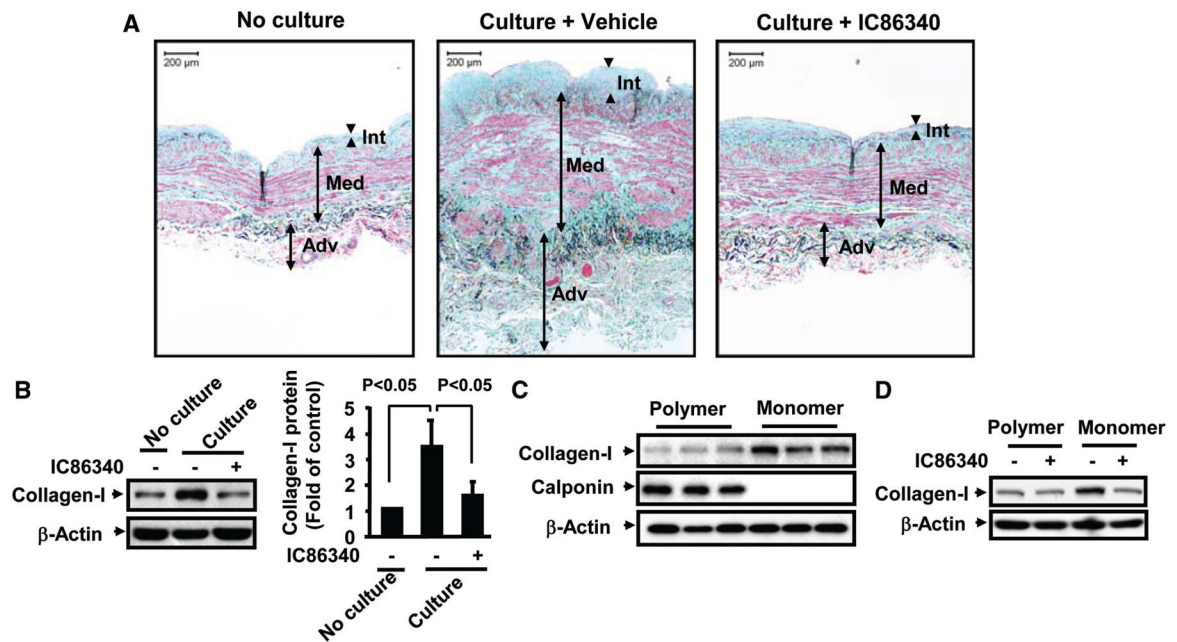 A
No culture
Culture + Vehicle
Culture + IC86340
200 μm
Int
Med
Adv
200 μm
Int
Med
Adv
200 μm
Int
Med
Adv
B
No culture
Culture
IC86340 - - +
Collagen-I
β-Actin
Collagen-I protein
(Fold of control)
P<0.05 P<0.05
5
4
3
2
1
0
IC86340 - - +
No culture
Culture
C
Polymer Monomer
Collagen-I
Calponin
β-Actin
D
Polymer Monomer
IC86340 - + - +
Collagen-I
β-Actin